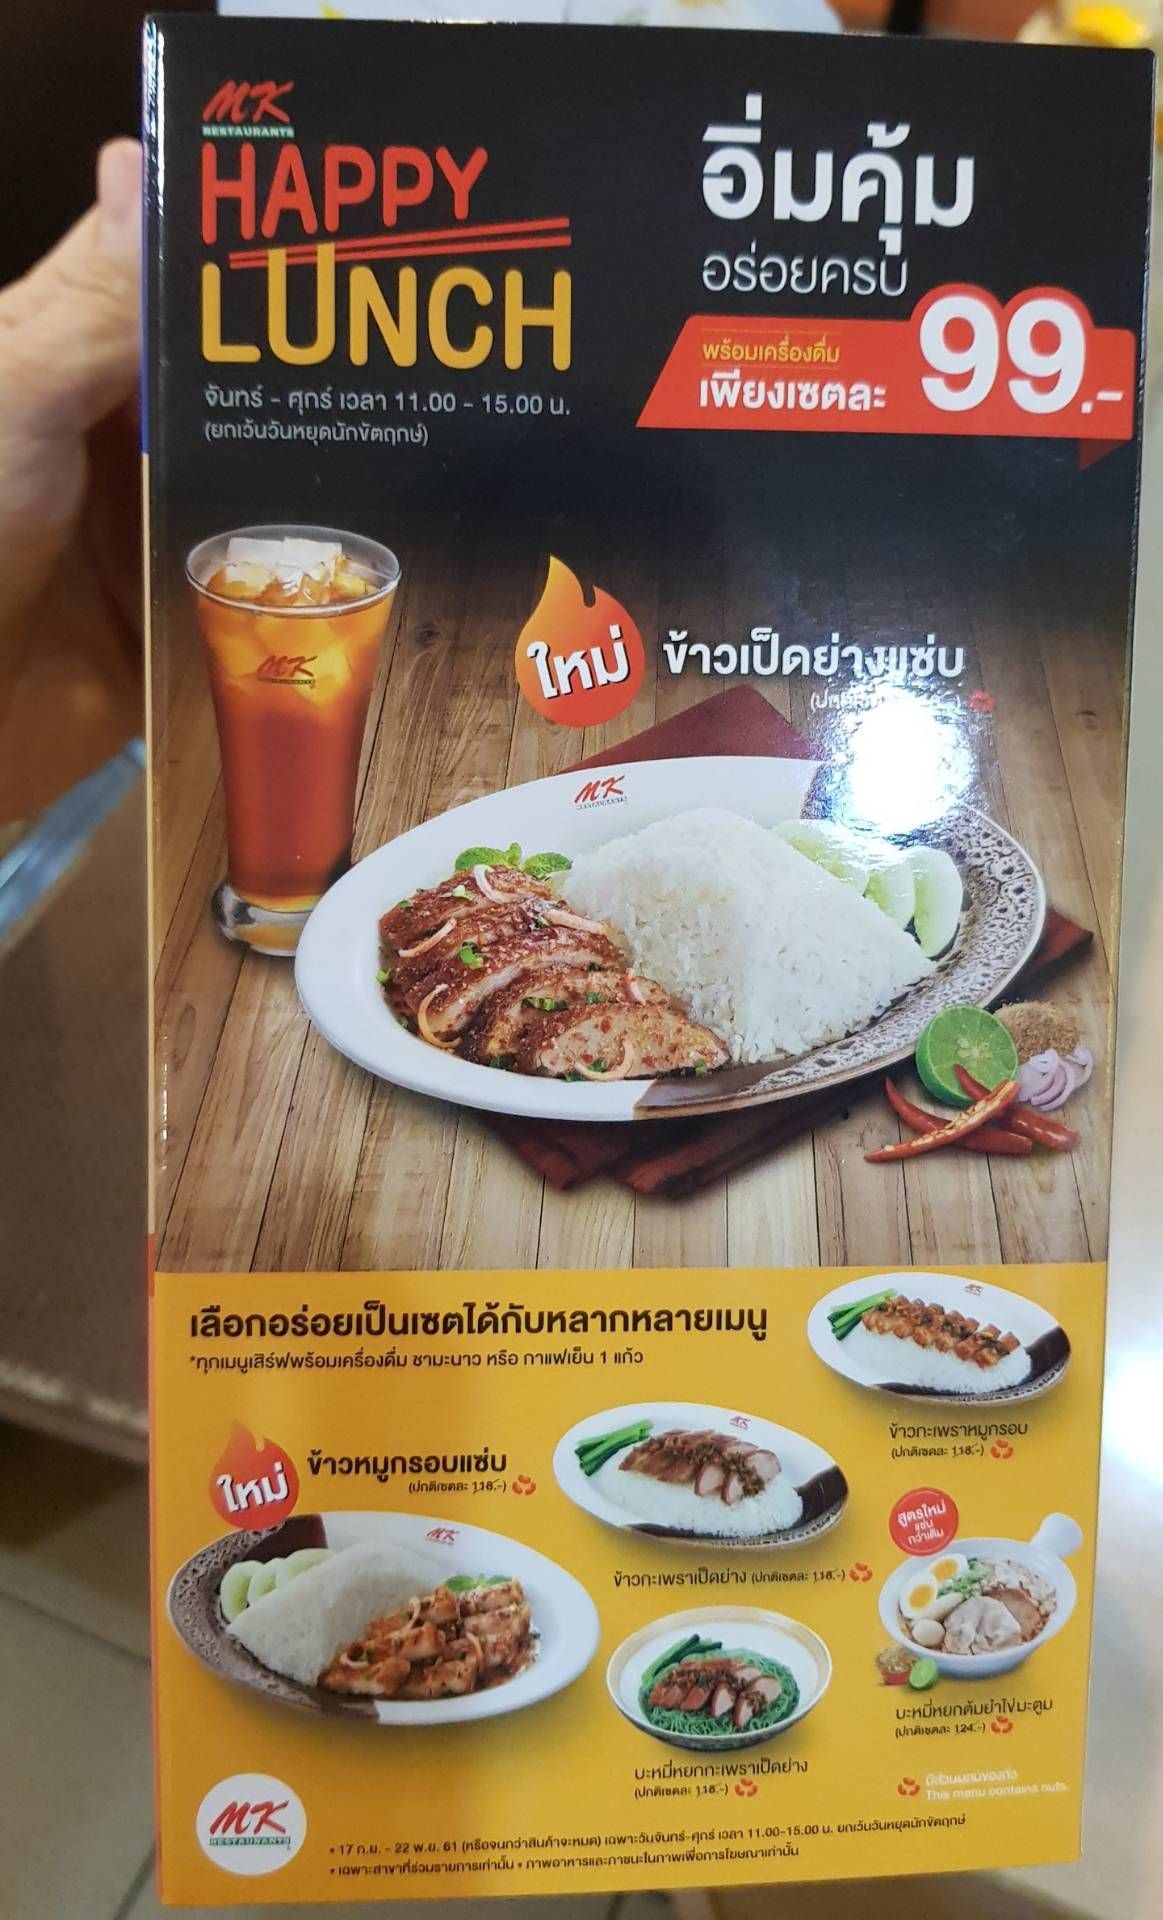 MK
RESTAURANTS
HAPPY
LUNCH
จันทร์ - ศุกร์ เวลา 11.00 - 15.00 น.
(ยกเว้นวันหยุดนักขัตฤกษ์)
อิ่มคุ้ม
อร่อยครบ
พร้อมเครื่องดื่ม
เพียงเซตละ 99.-
MK
ใหม่ ข้าวเป็ดย่างแซ่บ
MK
RESTAURANTS
เลือกอร่อยเป็นเซตได้กับหลากหลายเมนู
*ทุกเมนูเสิร์ฟพร้อมเครื่องดื่ม ชามะนาว หรือ กาแฟเย็น 1 แก้ว
ข้าวกะเพราหมูกรอบ
(ปกติเซตละ 118.-)
ใหม่ ข้าวหมูกรอบแซ่บ
(ปกติเซตละ 118.-)
MK
MK
ข้าวกะเพราเป็ดย่าง (ปกติเซตละ 118.-)
สูตรใหม่
แซ่บ
กว่าเดิม
บะหมี่หยกต้มยำไข่มะตูม
(ปกติเซตละ 124.-)
บะหมี่หยกกะเพราเป็ดย่าง
(ปกติเซตละ 118.-)
มีส่วนผสมของถั่ว
This menu contains nuts.
MK
RESTAURANTS
• 17 ก.ย. - 22 พ.ย. 61 (หรือจนกว่าสินค้าจะหมด) เฉพาะวันจันทร์-ศุกร์ เวลา 11.00-15.00 น. ยกเว้นวันหยุดนักขัตฤกษ์
• เฉพาะสาขาที่ร่วมรายการเท่านั้น • ภาพอาหารและภาชนะในภาพเพื่อการโฆษณาเท่านั้น